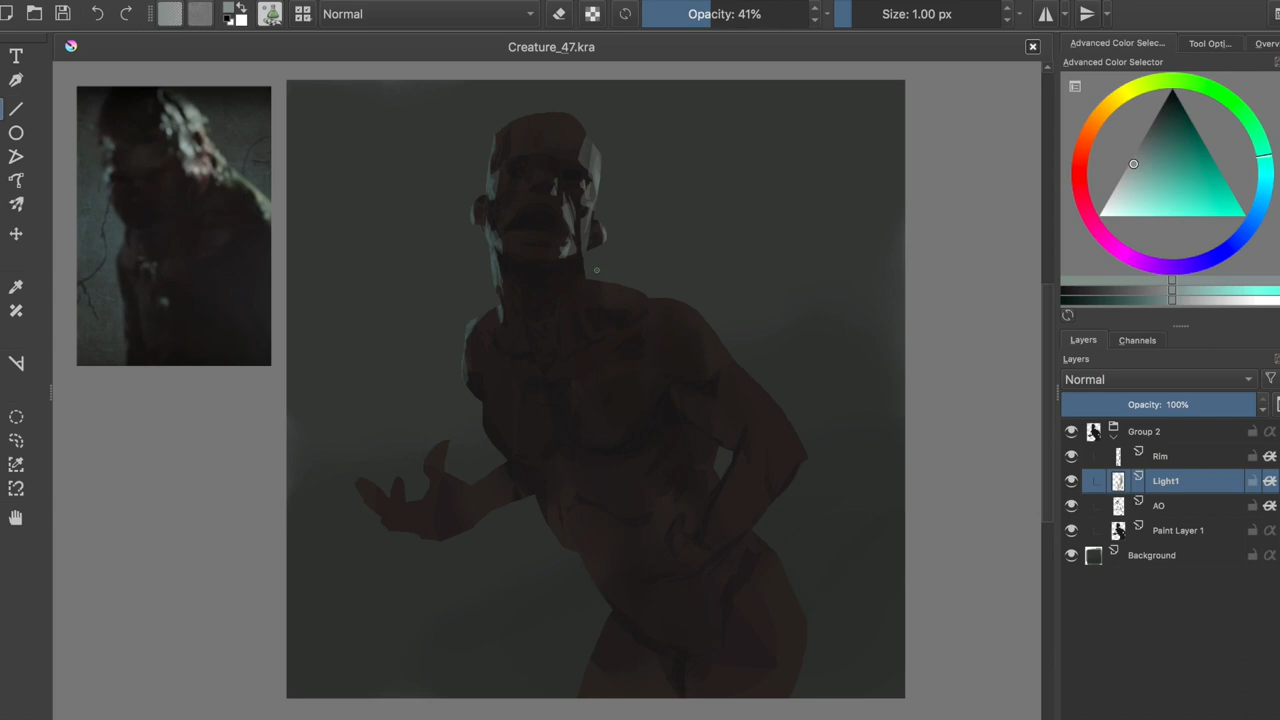 Normal
Opacity: 41%
Size: 1.00 px
Creature_47.kra
Advanced Color Selec...
Tool Opti...
Overv
Advanced Color Selector
Layers
Channels
Layers
Normal
Opacity: 100%
Group 2
Rim
Light1
AO
Paint Layer 1
Background